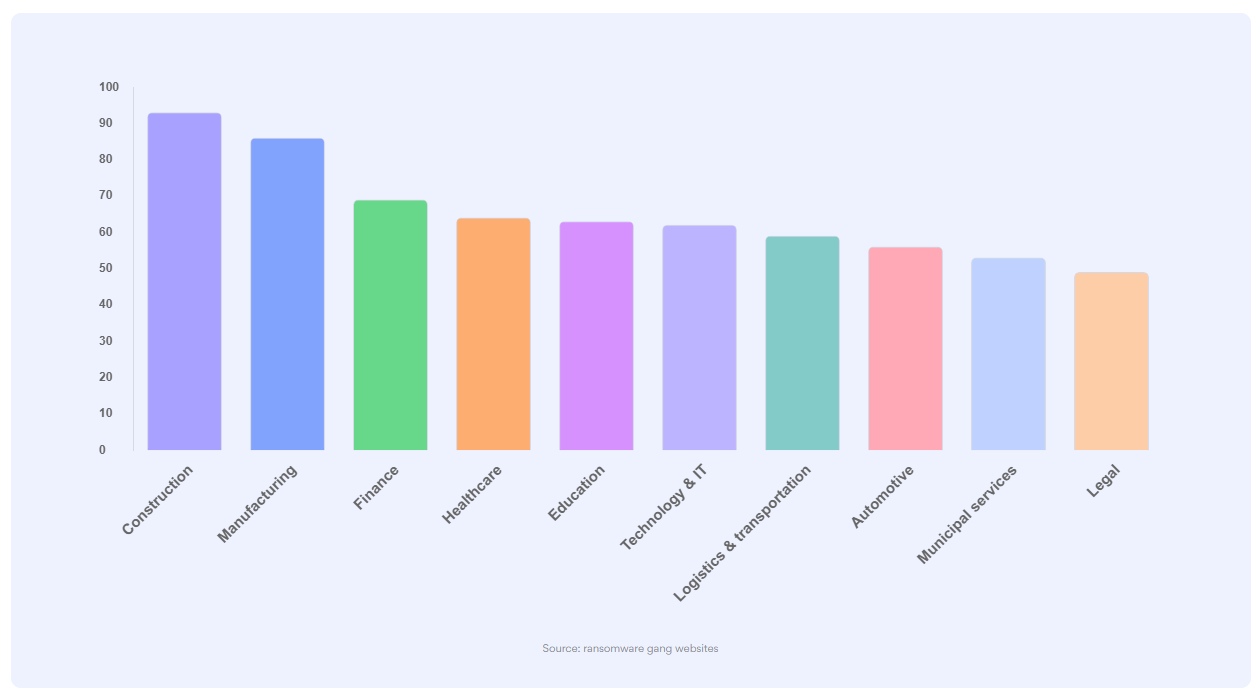 100
90
80
70
60
50
40
30
20
10
0
Construction
Manufacturing
Finance
Healthcare
Education
Technology & IT
Logistics & transportation
Automotive
Municipal services
Legal
Source: ransomware gang websites